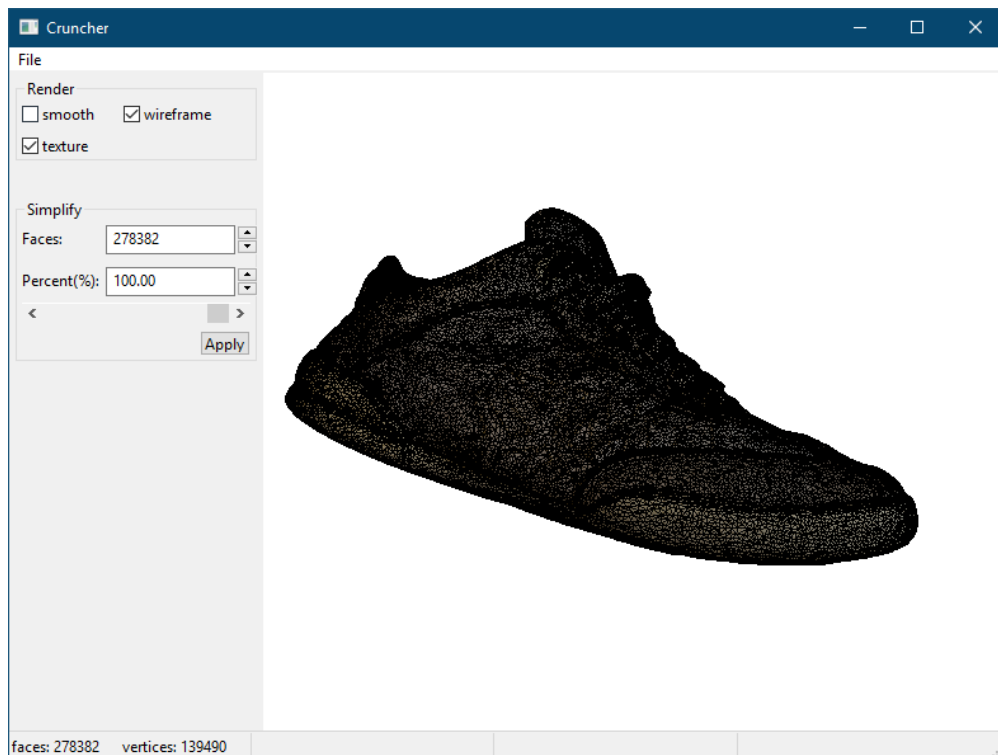 Cruncher
File
Render
smooth wireframe
texture
Simplify
Faces: 278382
Percent(%): 100.00
Apply
faces: 278382 vertices: 139490